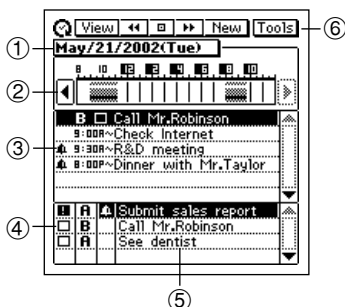 View New Tools ⑥
① May/21/2002(Tue)
8 10 12 2 4 6 8 10
②
B Call Mr.Robinson
9:00A~Check Internet
③ 9:30A~R&D meeting
8:00P~Dinner with Mr.Taylor
! A Submit sales report
④ B Call Mr.Robinson
A See dentist
⑤